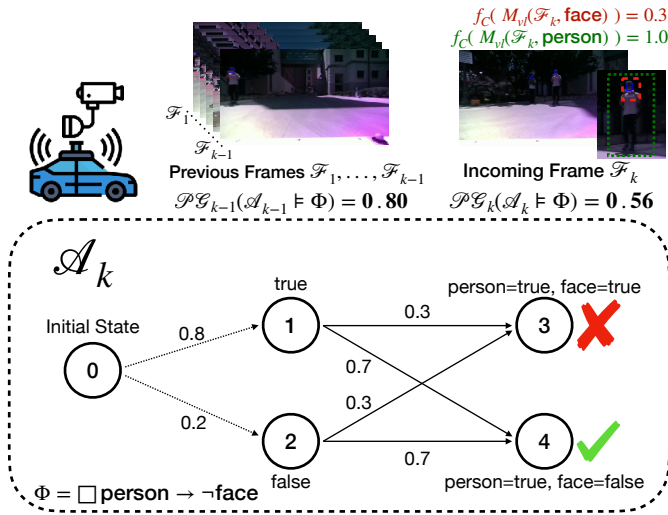 f_C( M_vl(ℱ_k, face) ) = 0.3
f_C( M_vl(ℱ_k, person) ) = 1.0
ℱ_1
ℱ_{k−1}
Previous Frames ℱ_1, . . . , ℱ_{k−1}
Incoming Frame ℱ_k
𝒫𝒢_{k−1}(𝒜_{k−1} ⊨ Φ) = 0.80
𝒫𝒢_k(𝒜_k ⊨ Φ) = 0.56
𝒜_k
true
person=true, face=true
Initial State
0.8
1
0.3
3
0
0.7
0.3
0.2
2
0.7
4
false
person=true, face=false
Φ = □ person → ¬face